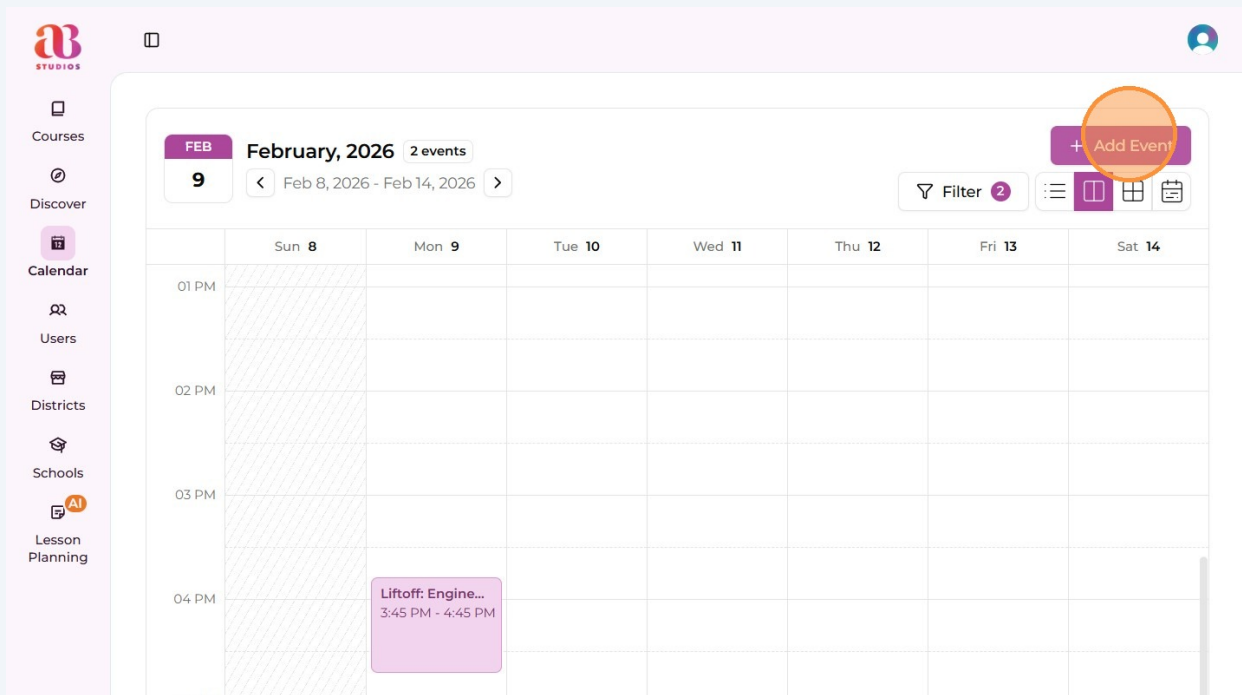 aB
STUDIOS
Courses
Discover
12
Calendar
Users
Districts
Schools
AI
Lesson
Planning
FEB
9
February, 2026 2 events
Feb 8, 2026 - Feb 14, 2026
+ Add Event
Filter 2
Sun 8 Mon 9 Tue 10 Wed 11 Thu 12 Fri 13 Sat 14
01 PM
02 PM
03 PM
04 PM
Liftoff: Engine...
3:45 PM - 4:45 PM